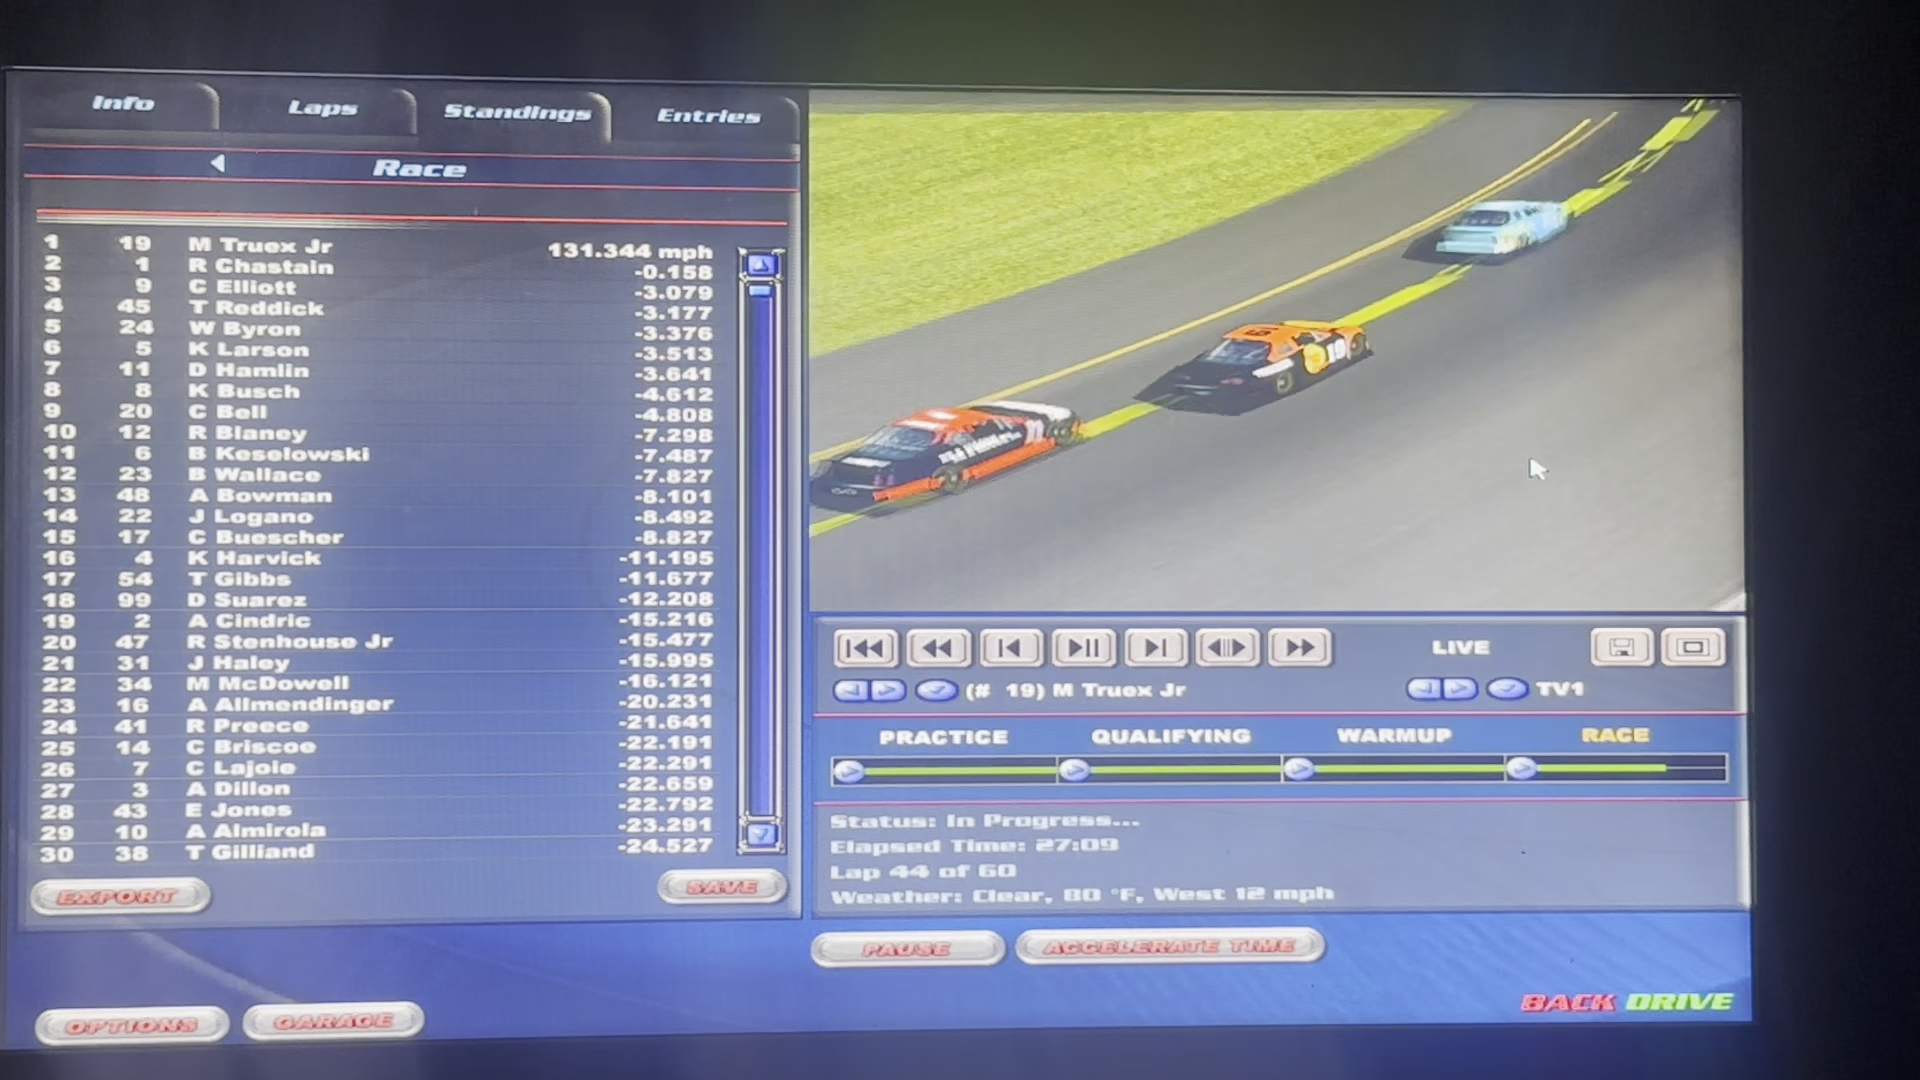 Info Laps Standings Entries
Race
1 19 M Truex Jr 131.344 mph
2 1 R Chastain -0.158
3 9 C Elliott -3.079
4 45 T Reddick -3.177
5 24 W Byron -3.376
6 5 K Larson -3.513
7 11 D Hamlin -3.641
8 8 K Busch -4.612
9 20 C Bell -4.808
10 12 R Blaney -7.298
11 6 B Keselowski -7.487
12 23 B Wallace -7.827
13 48 A Bowman -8.101
14 22 J Logano -8.492
15 17 C Buescher -8.827
16 4 K Harvick -11.195
17 54 T Gibbs -11.677
18 99 D Suarez -12.208
19 2 A Cindric -15.216
20 47 R Stenhouse Jr -15.477
21 31 J Haley -15.995
22 34 M McDowell -16.121
23 16 A Allmendinger -20.231
24 41 R Preece -21.641
25 14 C Briscoe -22.191
26 7 C Lajoie -22.291
27 3 A Dillon -22.659
28 43 E Jones -22.792
29 10 A Almirola -23.291
30 38 T Gilliand -24.527
EXPORT SAVE
OPTIONS GARAGE
19
LIVE
(# 19) M Truex Jr TV1
PRACTICE QUALIFYING WARMUP RACE
Status: In Progress...
Elapsed Time: 27:09
Lap 44 of 60
Weather: Clear, 80 °F, West 12 mph
PAUSE ACCELERATE TIME
BACK DRIVE